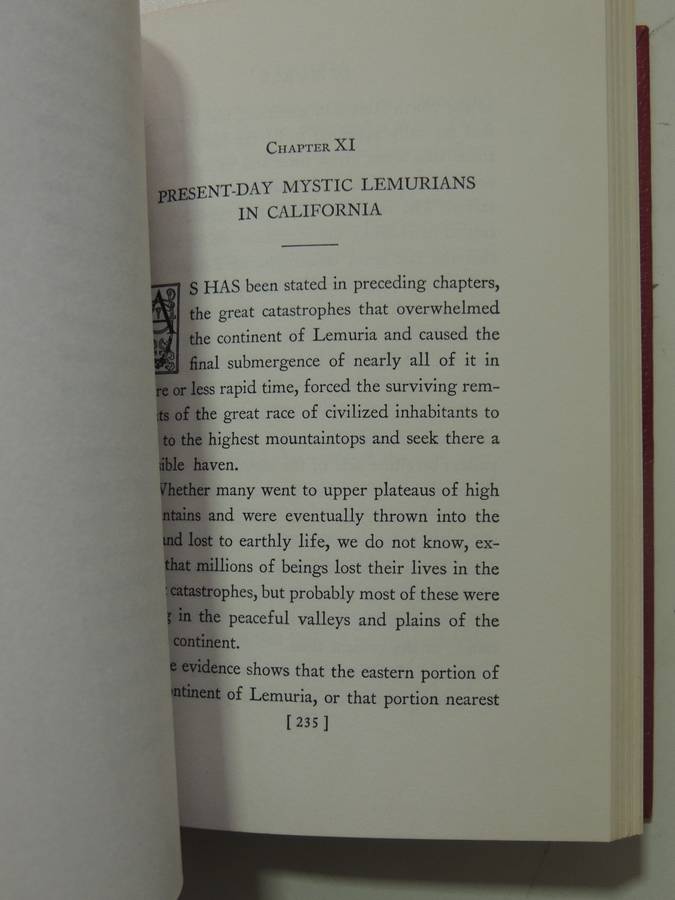 CHAPTER XI
PRESENT-DAY MYSTIC LEMURIANS
IN CALIFORNIA
AS HAS been stated in preceding chapters,
the great catastrophes that overwhelmed
the continent of Lemuria and caused the
final submergence of nearly all of it in
re or less rapid time, forced the surviving rem-
ts of the great race of civilized inhabitants to
to the highest mountaintops and seek there a
ible haven.
Whether many went to upper plateaus of high
ntains and were eventually thrown into the
and lost to earthly life, we do not know, ex-
that millions of beings lost their lives in the
catastrophes, but probably most of these were
g in the peaceful valleys and plains of the
continent.
e evidence shows that the eastern portion of
ontinent of Lemuria, or that portion nearest
[ 235 ]